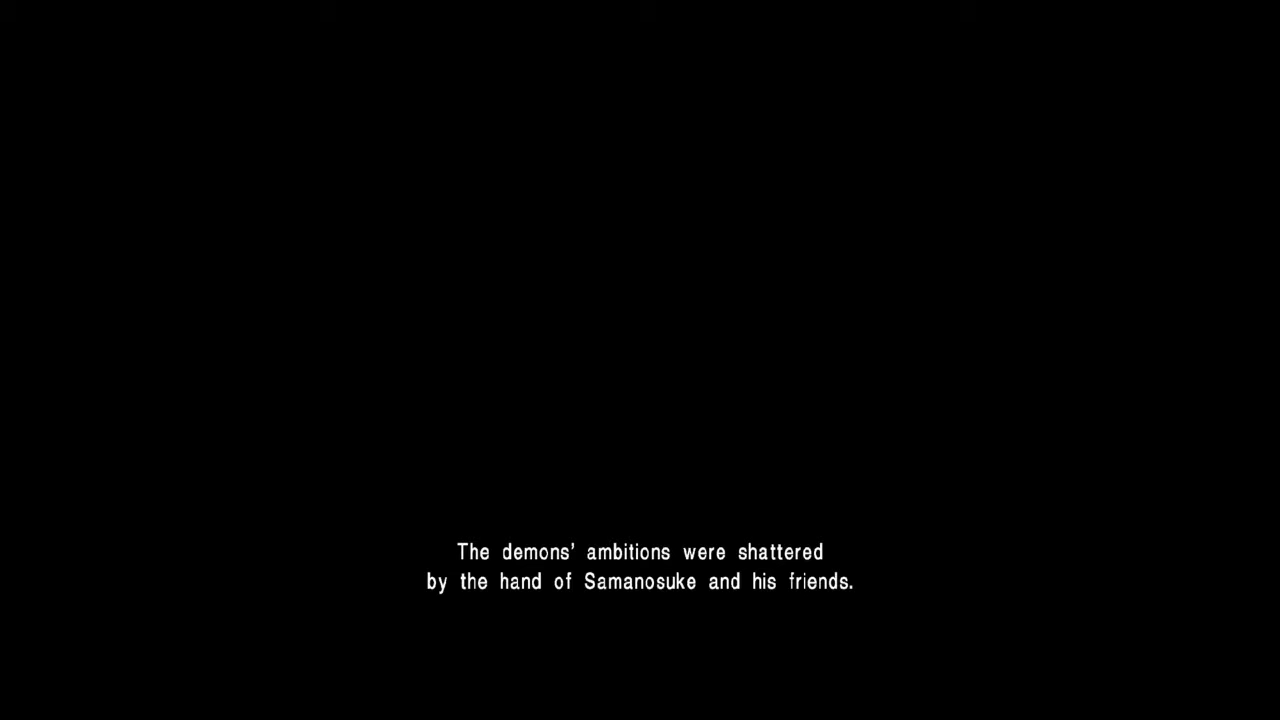 The demons' ambitions were shattered
by the hand of Samanosuke and his friends.